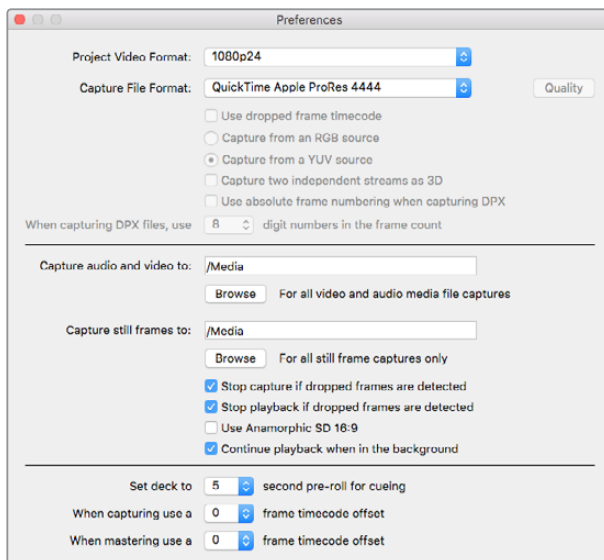 Preferences
Project Video Format: 1080p24
Capture File Format: QuickTime Apple ProRes 4444 Quality
Use dropped frame timecode
Capture from an RGB source
Capture from a YUV source
Capture two independent streams as 3D
Use absolute frame numbering when capturing DPX
When capturing DPX files, use 8 digit numbers in the frame count
Capture audio and video to: /Media
Browse For all video and audio media file captures
Capture still frames to: /Media
Browse For all still frame captures only
Stop capture if dropped frames are detected
Stop playback if dropped frames are detected
Use Anamorphic SD 16:9
Continue playback when in the background
Set deck to 5 second pre-roll for cueing
When capturing use a 0 frame timecode offset
When mastering use a 0 frame timecode offset